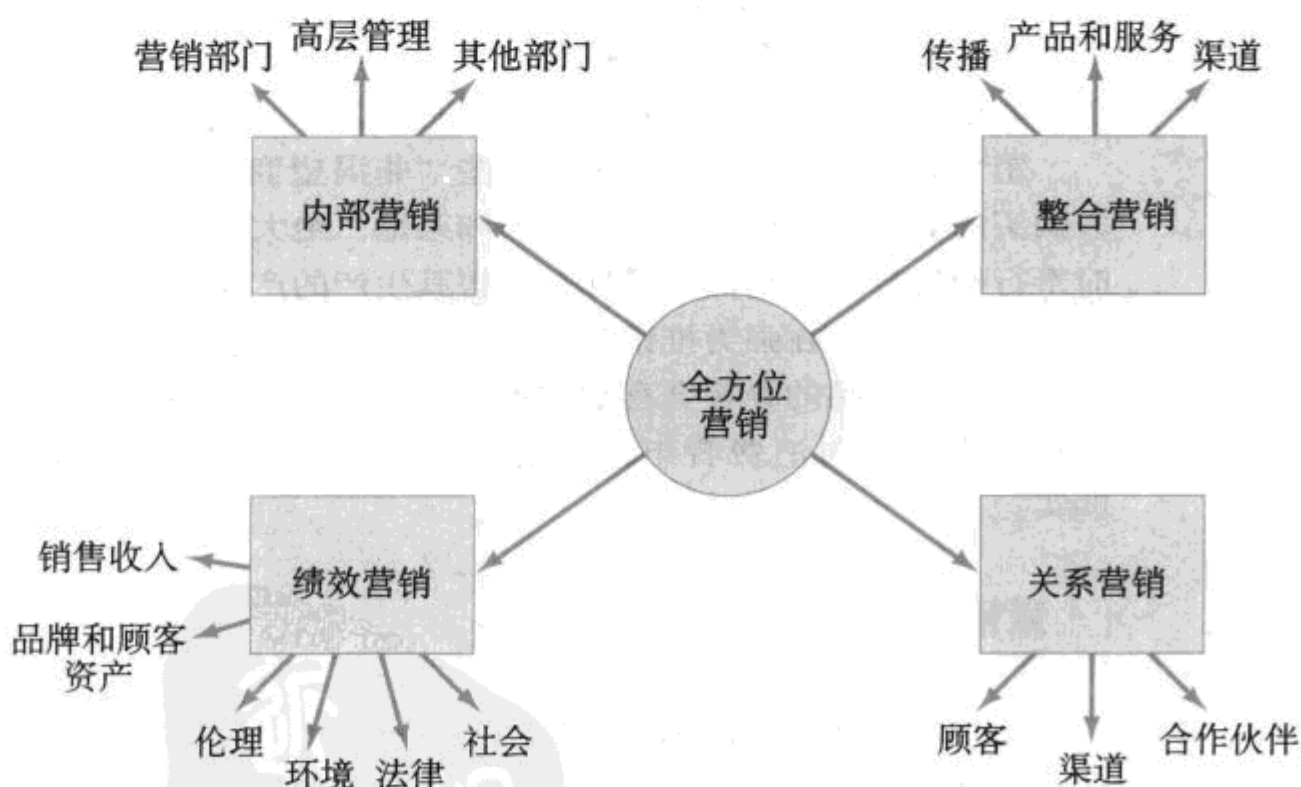 营销部门
高层管理
其他部门
传播
产品和服务
渠道
内部营销
整合营销
全方位
营销
绩效营销
关系营销
销售收入
品牌和顾客
资产
伦理
环境
法律
社会
顾客
渠道
合作伙伴